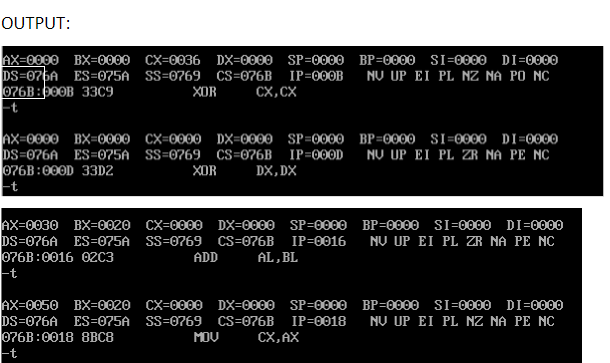 OUTPUT:
AX=0000 BX=0000 CX=0036 DX=0000 SP=0000 BP=0000 SI=0000 DI=0000
DS=076A ES=075A SS=0769 CS=076B IP=000B NV UP EI PL NZ NA PO NC
076B:000B 33C9 XOR CX,CX
-t
AX=0000 BX=0000 CX=0000 DX=0000 SP=0000 BP=0000 SI=0000 DI=0000
DS=076A ES=075A SS=0769 CS=076B IP=000D NV UP EI PL ZR NA PE NC
076B:000D 33D2 XOR DX,DX
-t
AX=0030 BX=0020 CX=0000 DX=0000 SP=0000 BP=0000 SI=0000 DI=0000
DS=076A ES=075A SS=0769 CS=076B IP=0016 NV UP EI PL ZR NA PE NC
076B:0016 02C3 ADD AL,BL
-t
AX=0050 BX=0020 CX=0000 DX=0000 SP=0000 BP=0000 SI=0000 DI=0000
DS=076A ES=075A SS=0769 CS=076B IP=0018 NV UP EI PL NZ NA PE NC
076B:0018 8BC8 MOV CX,AX
-t